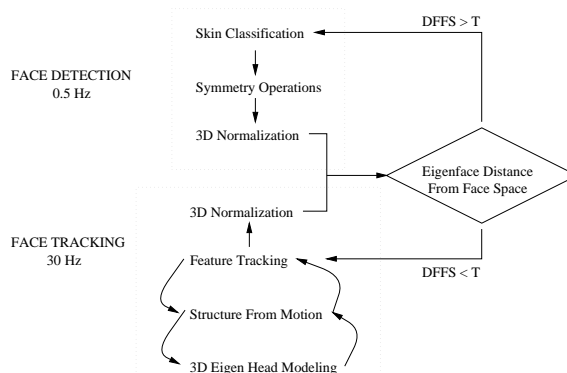 DFFS > T
Skin Classification
FACE DETECTION
0.5 Hz
Symmetry Operations
3D Normalization
Eigenface Distance
From Face Space
3D Normalization
FACE TRACKING
30 Hz
Feature Tracking
DFFS < T
Structure From Motion
3D Eigen Head Modeling